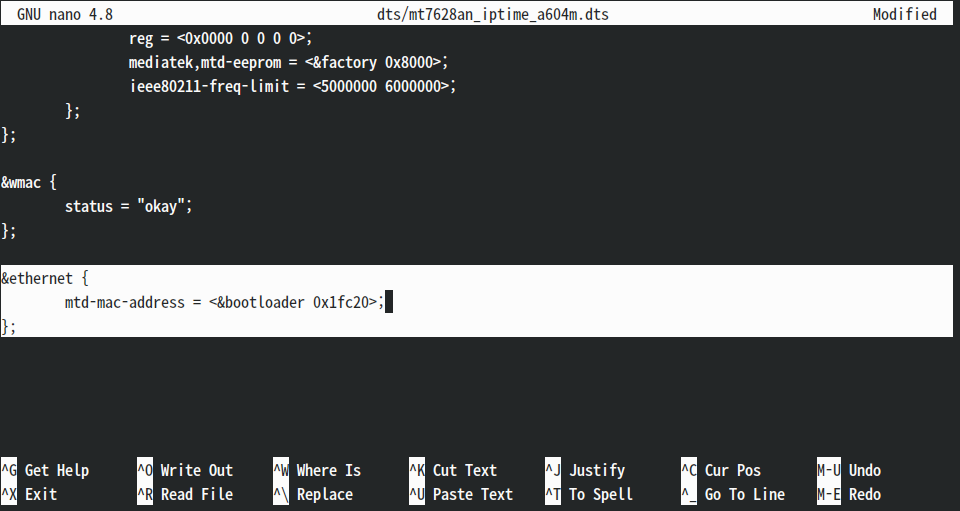 GNU nano 4.8 dts/mt7628an_iptime_a604m.dts Modified
reg = <0x0000 0 0 0 0>;
mediatek,mtd-eeprom = <&factory 0x8000>;
ieee80211-freq-limit = <5000000 6000000>;
};
};
&wmac {
status = "okay";
};
&ethernet {
mtd-mac-address = <&bootloader 0x1fc20>;
};
^G Get Help ^O Write Out ^W Where Is ^K Cut Text ^J Justify ^C Cur Pos M-U Undo
^X Exit ^R Read File ^\ Replace ^U Paste Text ^T To Spell ^_ Go To Line M-E Redo